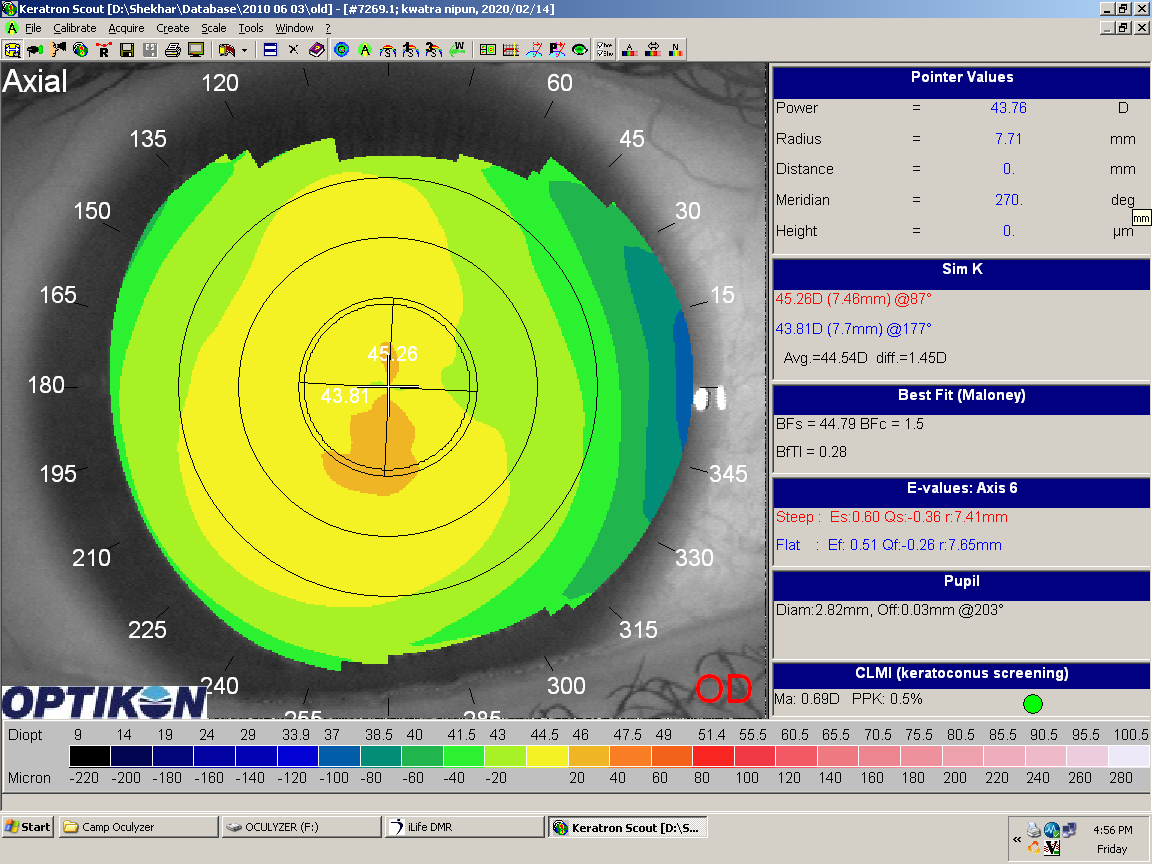 Keratron Scout [D:\Shekhar\Database\2010 06 03\old] - [#7269.1; kwatra nipun, 2020/02/14]
File Calibrate Acquire Create Scale Tools Window ?
Axial
120
60
135
45
150
30
165
15
180
195
345
210
330
225
315
240
300
255
285
45.26
43.81
OD
OPTIKON
Pointer Values
Power = 43.76 D
Radius = 7.71 mm
Distance = 0. mm
Meridian = 270. deg
mm
Height = 0. µm
Sim K
45.26D (7.46mm) @87°
43.81D (7.7mm) @177°
Avg.=44.54D diff.=1.45D
Best Fit (Maloney)
BFs = 44.79 BFc = 1.5
BfTI = 0.28
E-values: Axis 6
Steep : Es:0.60 Qs:-0.36 r:7.41mm
Flat : Ef: 0.51 Qf:-0.26 r:7.65mm
Pupil
Diam:2.82mm, Off:0.03mm @203°
CLMI (keratoconus screening)
Ma: 0.69D PPK: 0.5%
Diopt 9 14 19 24 29 33.9 37 38.5 40 41.5 43 44.5 46 47.5 49 51.4 55.5 60.5 65.5 70.5 75.5 80.5 85.5 90.5 95.5 100.5
Micron -220 -200 -180 -160 -140 -120 -100 -80 -60 -40 -20 20 40 60 80 100 120 140 160 180 200 220 240 260 280
Start Camp Oculyzer OCULYZER (F:) iLife DMR Keratron Scout [D:\S... « 4:56 PM
Friday